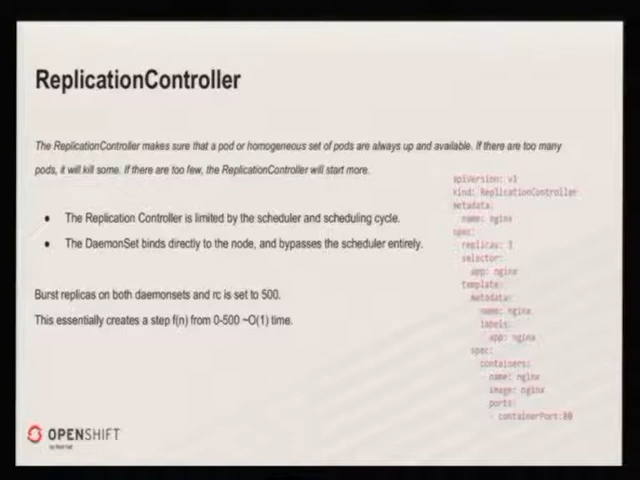 ReplicationController
The ReplicationController makes sure that a pod or homogeneous set of pods are always up and available. If there are too many
pods, it will kill some. If there are too few, the ReplicationController will start more.
• The Replication Controller is limited by the scheduler and scheduling cycle.
• The DaemonSet binds directly to the node, and bypasses the scheduler entirely.
Burst replicas on both daemonsets and rc is set to 500.
This essentially creates a step f(n) from 0-500 ~O(1) time.
apiVersion: v1
kind: ReplicationController
metadata:
name: nginx
spec:
replicas: 3
selector:
app: nginx
template:
metadata:
name: nginx
labels:
app: nginx
spec:
containers:
name: nginx
image: nginx
ports:
- containerPort:80
OPENSHIFT
by Red Hat